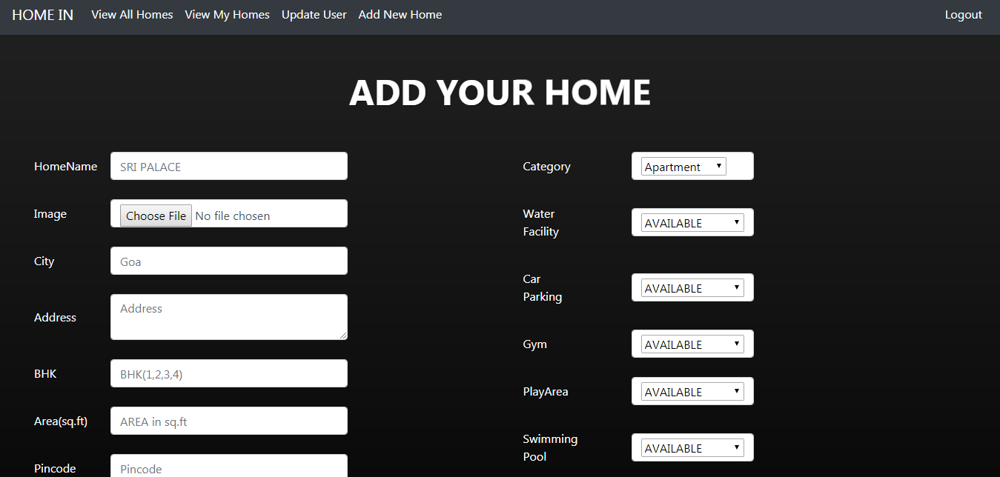 HOME IN View All Homes View My Homes Update User Add New Home Logout
ADD YOUR HOME
HomeName SRI PALACE
Image Choose File No file chosen
City Goa
Address Address
BHK BHK(1,2,3,4)
Area(sq.ft) AREA in sq.ft
Pincode Pincode
Category Apartment
Water
Facility AVAILABLE
Car
Parking AVAILABLE
Gym AVAILABLE
PlayArea AVAILABLE
Swimming
Pool AVAILABLE